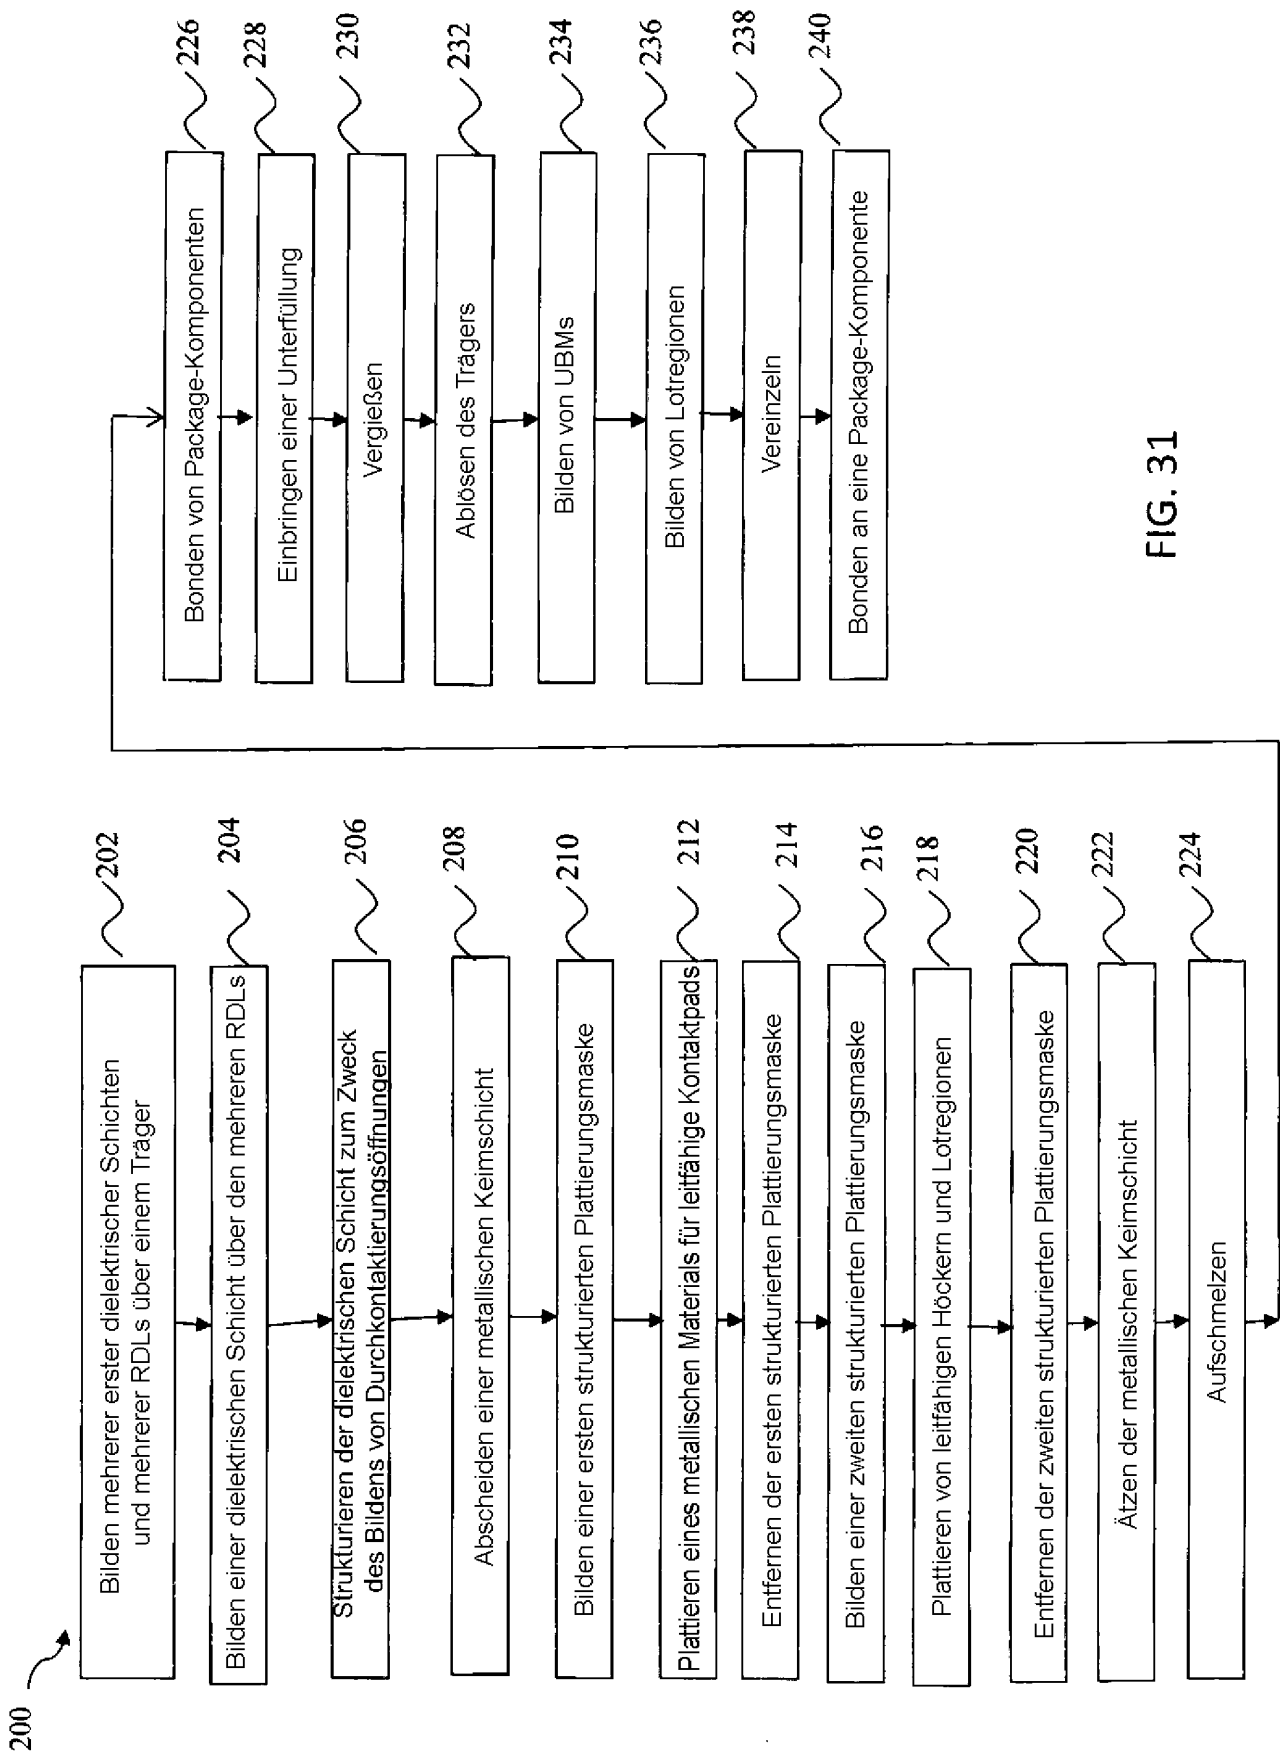 200
Bilden mehrerer erster dielektrischer Schichten
und mehrerer RDLs über einem Träger
202
Bilden einer dielektrischen Schicht über den mehreren RDLs
204
Strukturieren der dielektrischen Schicht zum Zweck
des Bildens von Durchkontaktierungsöffnungen
206
Abscheiden einer metallischen Keimschicht
208
Bilden einer ersten strukturierten Plattierungsmaske
210
Plattieren eines metallischen Materials für leitfähige Kontaktpads
212
Entfernen der ersten strukturierten Plattierungsmaske
214
Bilden einer zweiten strukturierten Plattierungsmaske
216
Plattieren von leitfähigen Höckern und Lotregionen
218
Entfernen der zweiten strukturierten Plattierungsmaske
220
Ätzen der metallischen Keimschicht
222
Aufschmelzen
224
Bonden von Package-Komponenten
226
Einbringen einer Unterfüllung
228
Vergießen
230
Ablösen des Trägers
232
Bilden von UBMs
234
Bilden von Lotregionen
236
Vereinzeln
238
Bonden an eine Package-Komponente
240
FIG. 31